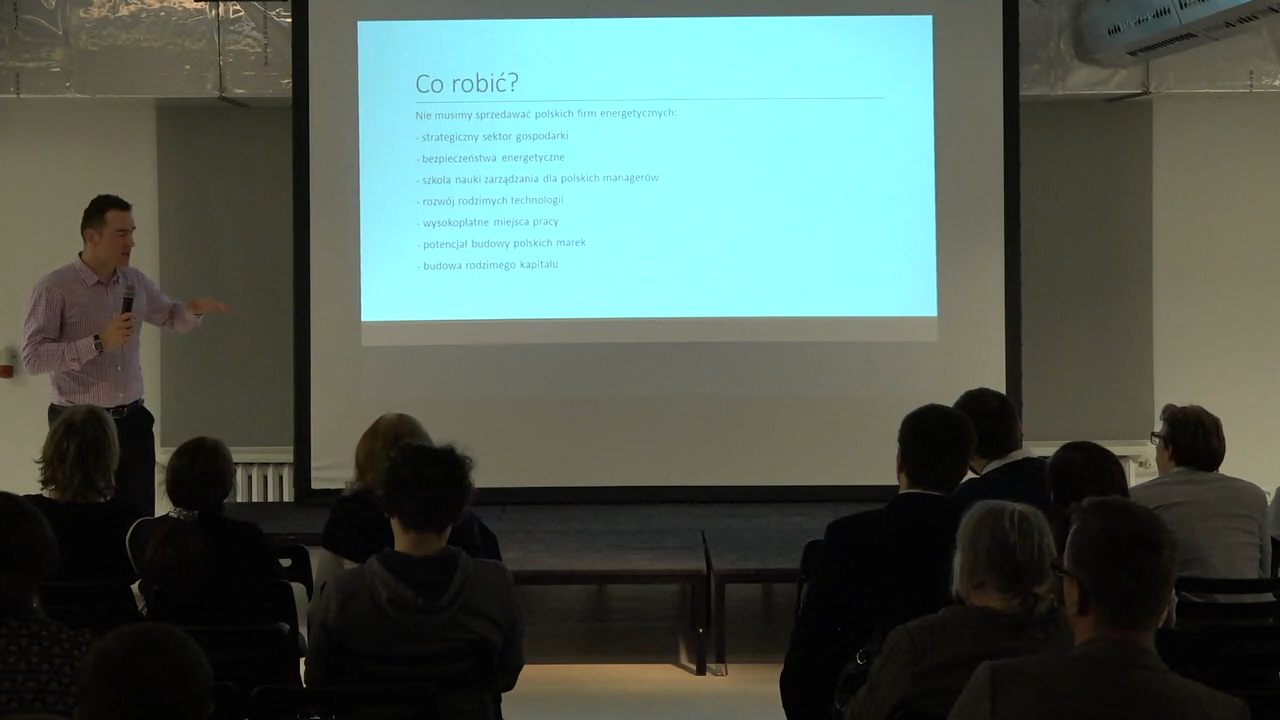 Co robić?
Nie musimy sprzedawać polskich firm energetycznych:
- strategiczny sektor gospodarki
- bezpieczeństwa energetyczne
- szkoła nauki zarządzania dla polskich managerów
- rozwój rodzimych technologii
- wysokopłatne miejsca pracy
- potencjał budowy polskich marek
- budowa rodzimego kapitału